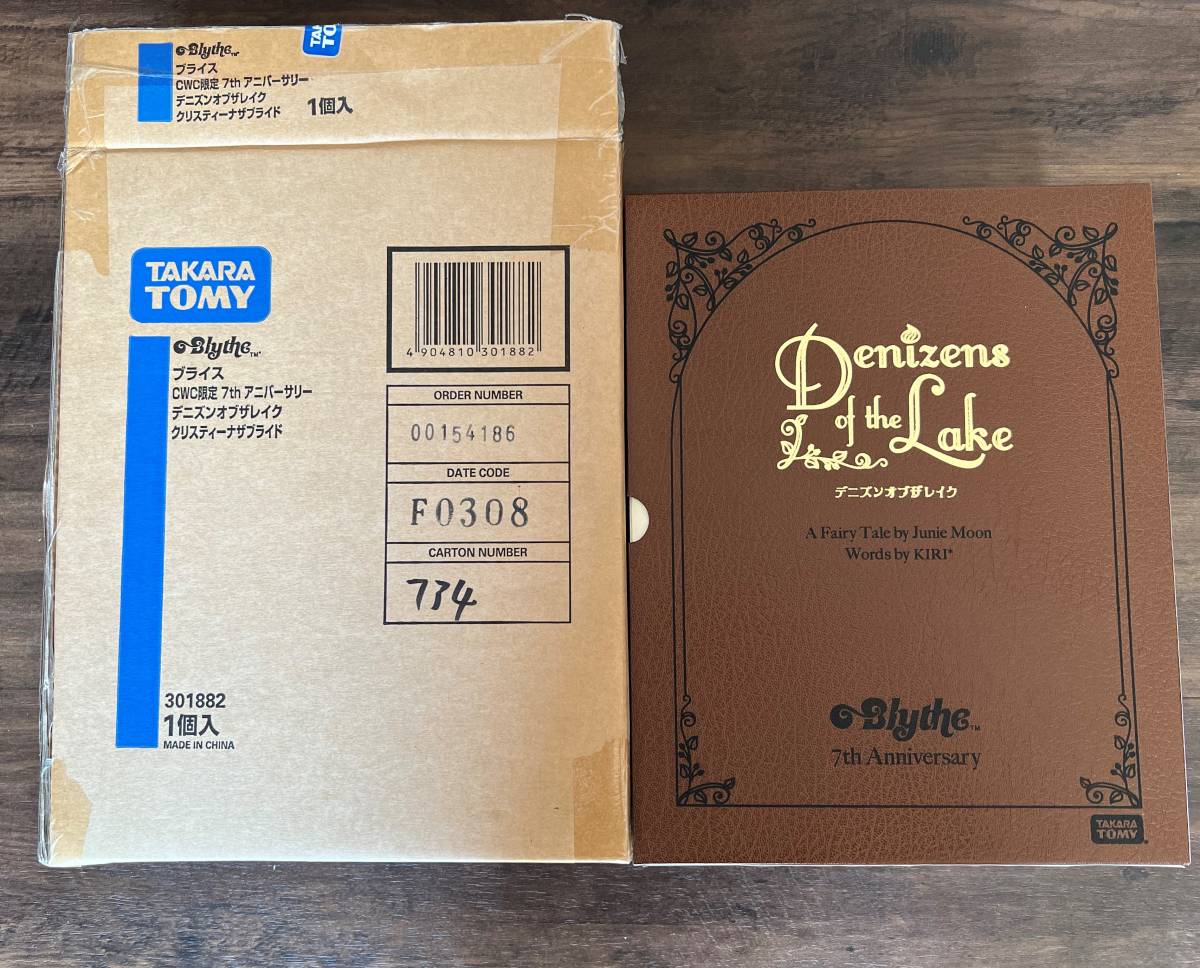 Blythe™
ブライス
CWC限定 7th アニバーサリー
デニズンオブザレイク
クリスティーナザブライド
1個入
TAKARA
TOMY
Blythe™
ブライス
CWC限定 7th アニバーサリー
デニズンオブザレイク
クリスティーナザブライド
4 904810 301882
ORDER NUMBER
00154186
DATE CODE
F0308
CARTON NUMBER
734
301882
1個入
MADE IN CHINA
Denizens
of the Lake
デニズンオブザレイク
A Fairy Tale by Junie Moon
Words by KIRI*
Blythe™
7th Anniversary
TAKARA
TOMY